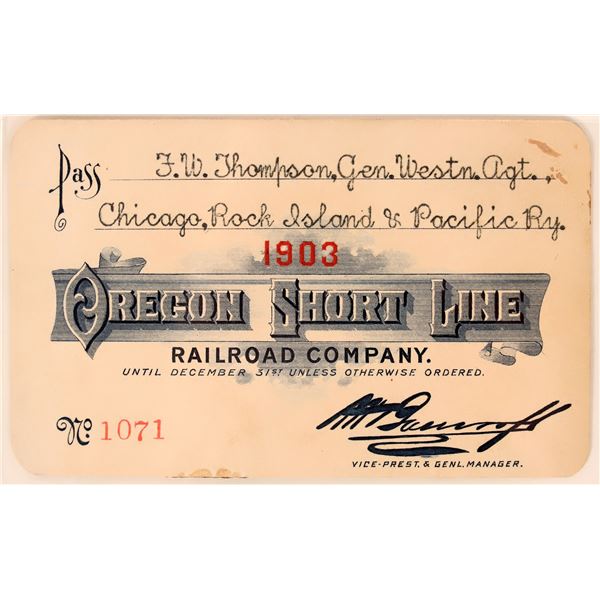 Pass F. W. Thompson, Gen. Westn. Agt.,
Chicago, Rock Island & Pacific Ry.
1903
OREGON SHORT LINE
RAILROAD COMPANY.
UNTIL DECEMBER 31ST UNLESS OTHERWISE ORDERED.
No. 1071
VICE-PREST. & GENL. MANAGER.